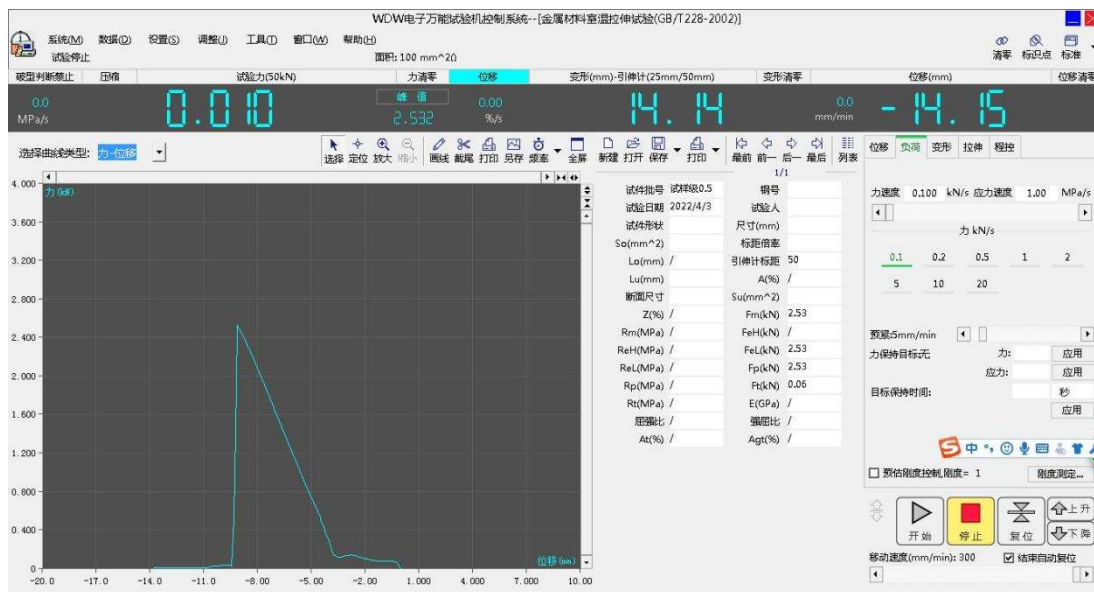 WDW电子万能试验机控制系统--[金属材料室温拉伸试验(GB/T228-2002)]
系统(M) 数据(D) 设置(S) 调整(J) 工具(T) 窗口(W) 帮助(H)
清零 标识点 标准
试验停止 面积: 100 mm^20
破型判断禁止 压缩 试验力(50kN) 力清零 位移 变形(mm)-引伸计(25mm/50mm) 变形清零 位移(mm) 位移清零
0.0 MPa/s 0.010 峰值 2.532 0.00 %/s 14.14 0.0 mm/min -14.15
选择曲线类型: 力-位移
选择 定位 放大 缩小 画线 截尾 打印 另存 频率 全屏
新建 打开 保存 打印 最前 前一 后一 最后 列表
1/1
位移 负荷 变形 拉伸 程控
力(kN)
4.000
3.600
3.200
2.800
2.400
2.000
1.600
1.200
0.800
0.400
0
位移(mm)
-20.0 -17.0 -14.0 -11.0 -8.00 -5.00 -2.00 1.000 4.000 7.000 10.00
试件批号 试样级0.5 钢号
试验日期 2022/4/3 试验人
试件形状 尺寸(mm)
So(mm^2) 标距倍率
Lo(mm) / 引伸计标距 50
Lu(mm) A(%) /
断面尺寸 Su(mm^2)
Z(%) / Fm(kN) 2.53
Rm(MPa) / FeH(kN) /
ReH(MPa) / FeL(kN) 2.53
ReL(MPa) / Fp(kN) 2.53
Rp(MPa) / Ft(kN) 0.06
Rt(MPa) / E(GPa) /
屈强比 / 强屈比 /
At(%) / Agt(%) /
力速度 0.100 kN/s 应力速度 1.00 MPa/s
力 kN/s
0.1 0.2 0.5 1 2
5 10 20
预紧:5mm/min
力保持目标:无 力: 应用
应力: 应用
目标保持时间: 秒
应用
中
预估刚度控制,刚度= 1 刚度测定...
开始 停止 复位 上升
下降
移动速度(mm/min): 300 结束自动复位